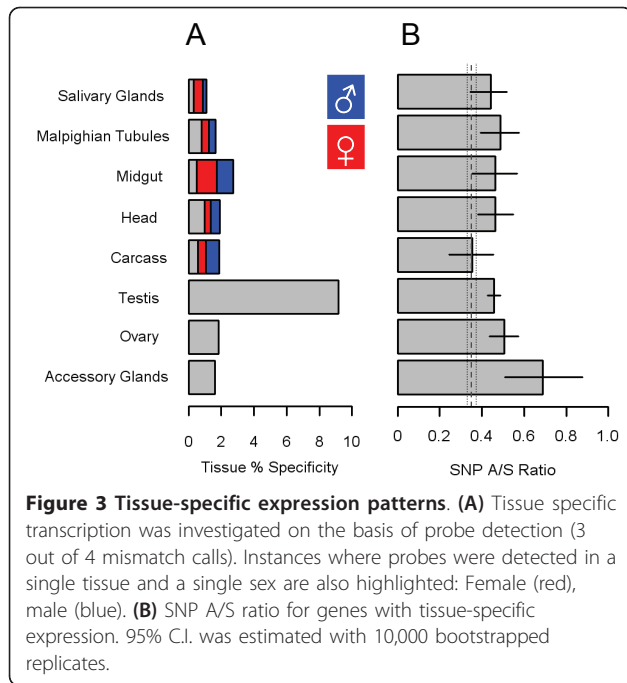 A
B
Salivary Glands
Malpighian Tubules
Midgut
Head
Carcass
Testis
Ovary
Accessory Glands
♂
♀
0 2 4 6 8 10
Tissue % Specificity
0 0.2 0.4 0.6 0.8 1.0
SNP A/S Ratio
Figure 3 Tissue-specific expression patterns. (A) Tissue specific
transcription was investigated on the basis of probe detection (3
out of 4 mismatch calls). Instances where probes were detected in a
single tissue and a single sex are also highlighted: Female (red),
male (blue). (B) SNP A/S ratio for genes with tissue-specific
expression. 95% C.I. was estimated with 10,000 bootstrapped
replicates.